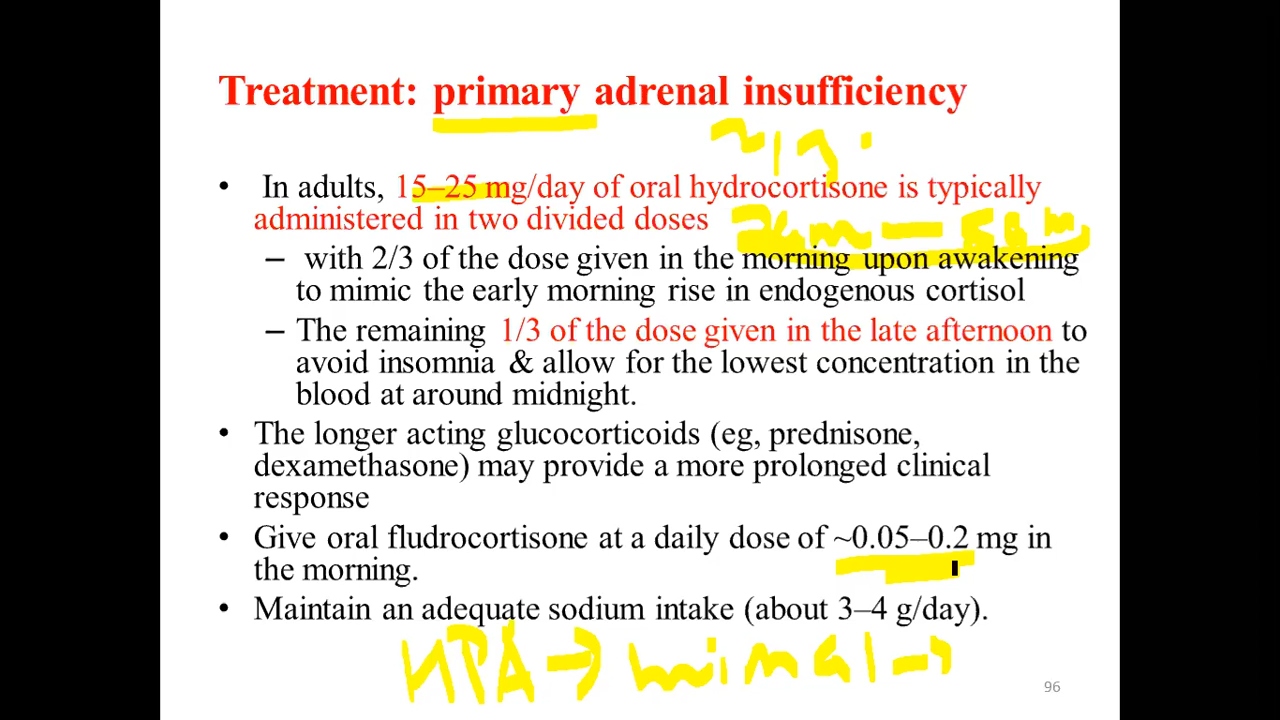 Treatment: primary adrenal insufficiency
• In adults, 15–25 mg/day of oral hydrocortisone is typically
administered in two divided doses
– with 2/3 of the dose given in the morning upon awakening
to mimic the early morning rise in endogenous cortisol
– The remaining 1/3 of the dose given in the late afternoon to
avoid insomnia & allow for the lowest concentration in the
blood at around midnight.
• The longer acting glucocorticoids (eg, prednisone,
dexamethasone) may provide a more prolonged clinical
response
• Give oral fludrocortisone at a daily dose of ~0.05–0.2 mg in
the morning.
• Maintain an adequate sodium intake (about 3–4 g/day).
HPA → minimal →
96